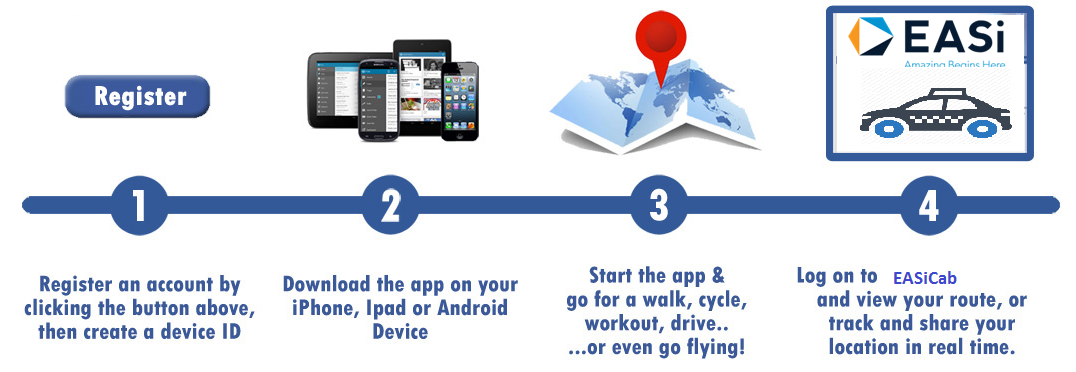 Register
EASi
Amazing Begins Here
1
2
3
4
Register an account by
clicking the button above,
then create a device ID
Download the app on your
iPhone, Ipad or Android
Device
Start the app &
go for a walk, cycle,
workout, drive..
...or even go flying!
Log on to EASiCab
and view your route, or
track and share your
location in real time.